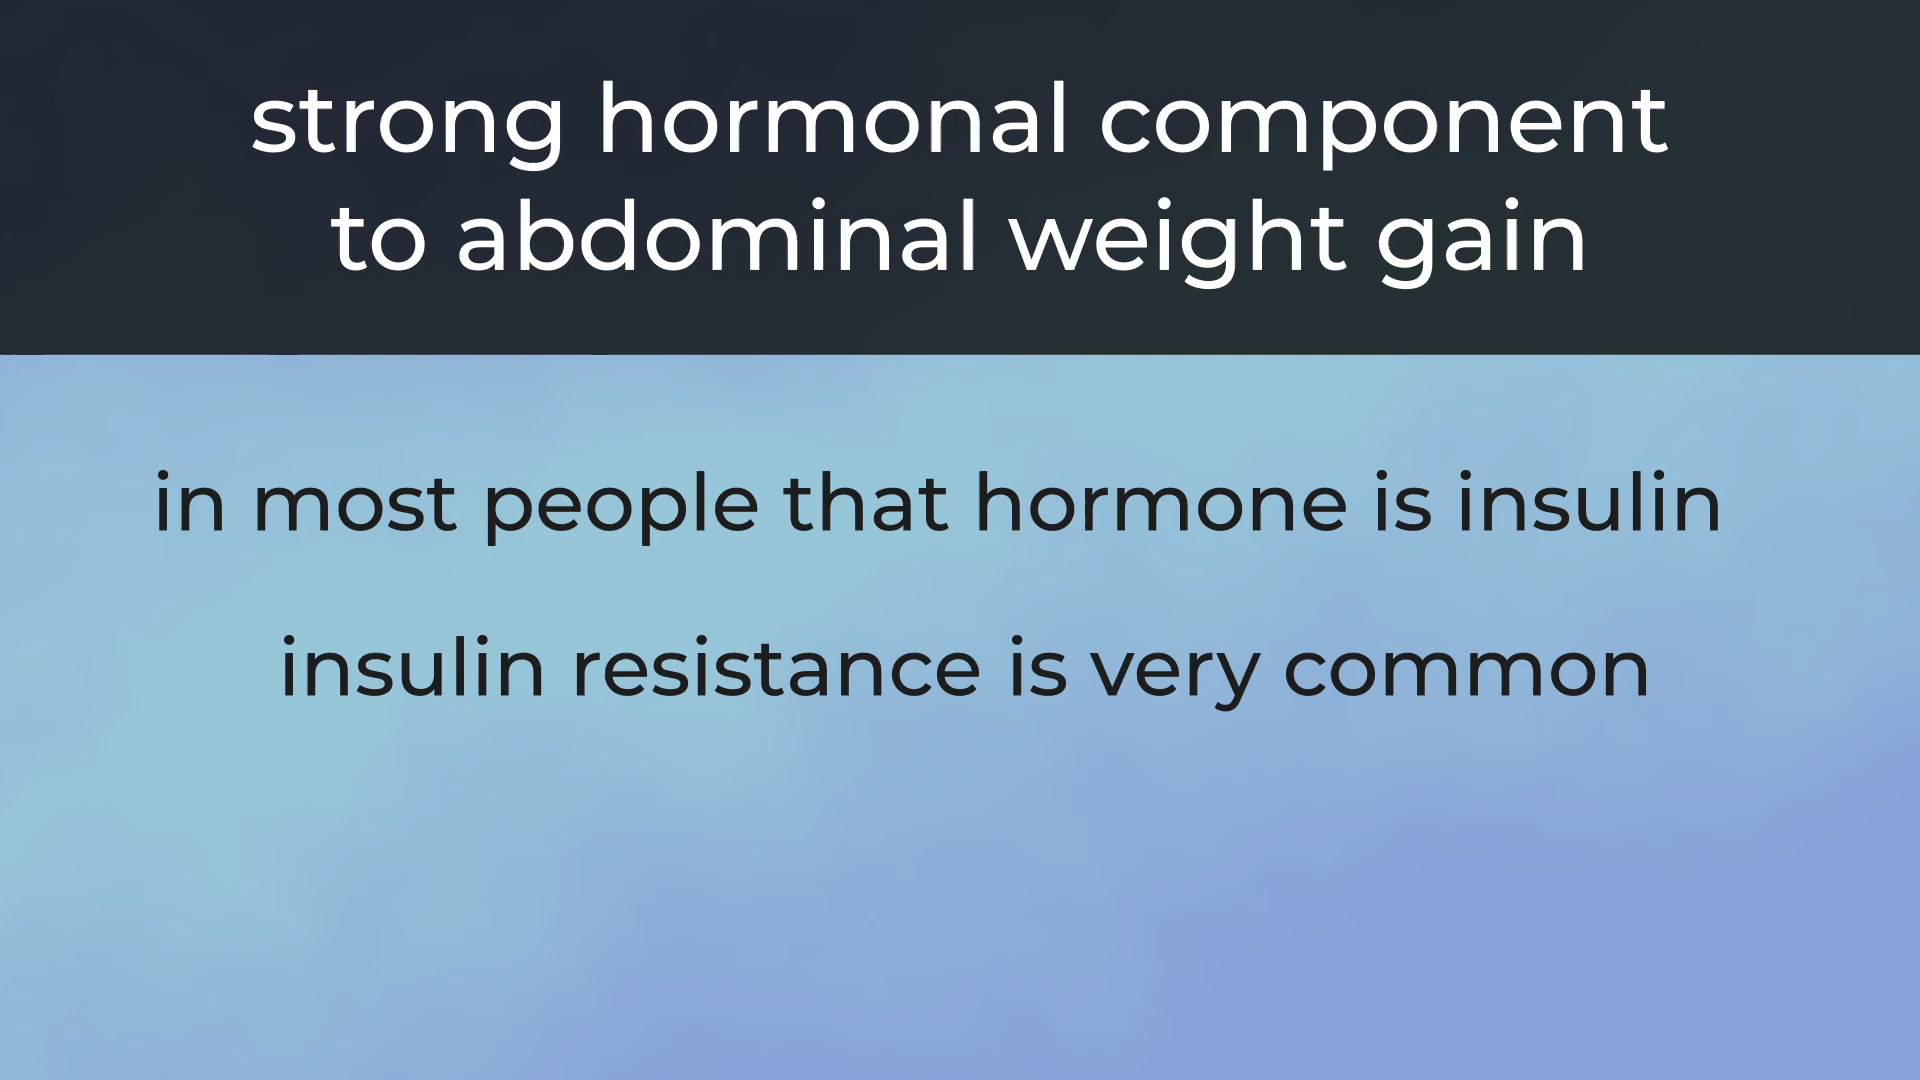 strong hormonal component
to abdominal weight gain
in most people that hormone is insulin
insulin resistance is very common